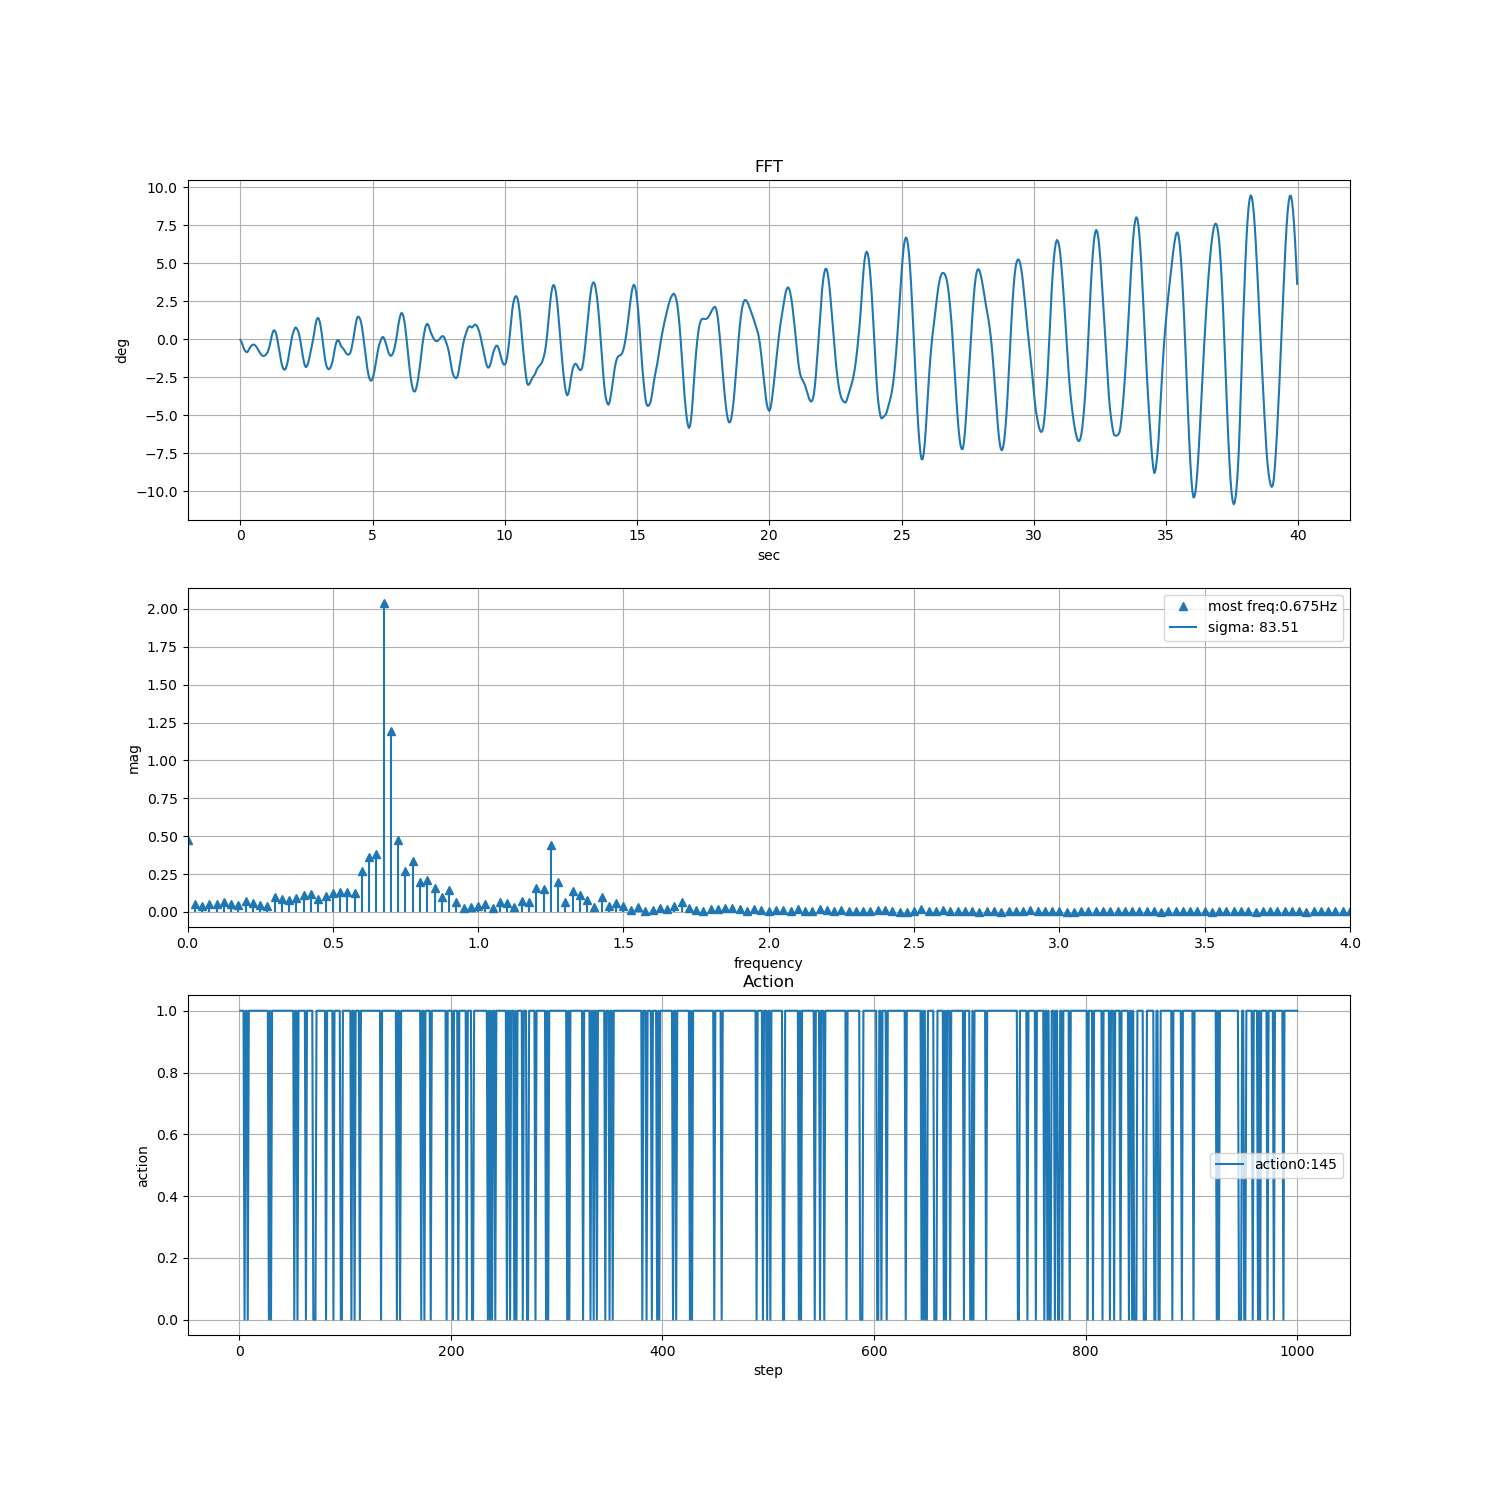 FFT
10.0
7.5
5.0
2.5
0.0
−2.5
−5.0
−7.5
−10.0
deg
0 5 10 15 20 25 30 35 40
sec
2.00
1.75
1.50
1.25
1.00
0.75
0.50
0.25
0.00
mag
most freq:0.675Hz
sigma: 83.51
0.0 0.5 1.0 1.5 2.0 2.5 3.0 3.5 4.0
frequency
Action
1.0
0.8
0.6
0.4
0.2
0.0
action
action0:145
0 200 400 600 800 1000
step